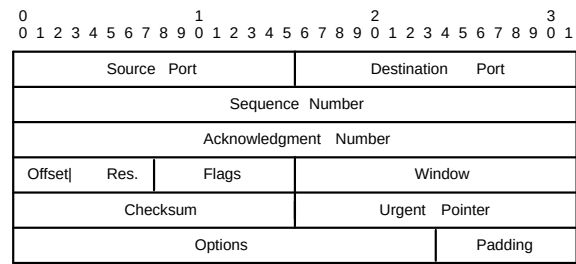 0 1 2 3
0 1 2 3 4 5 6 7 8 9 0 1 2 3 4 5 6 7 8 9 0 1 2 3 4 5 6 7 8 9 0 1
Source Port Destination Port
Sequence Number
Acknowledgment Number
Offset| Res. Flags Window
Checksum Urgent Pointer
Options Padding